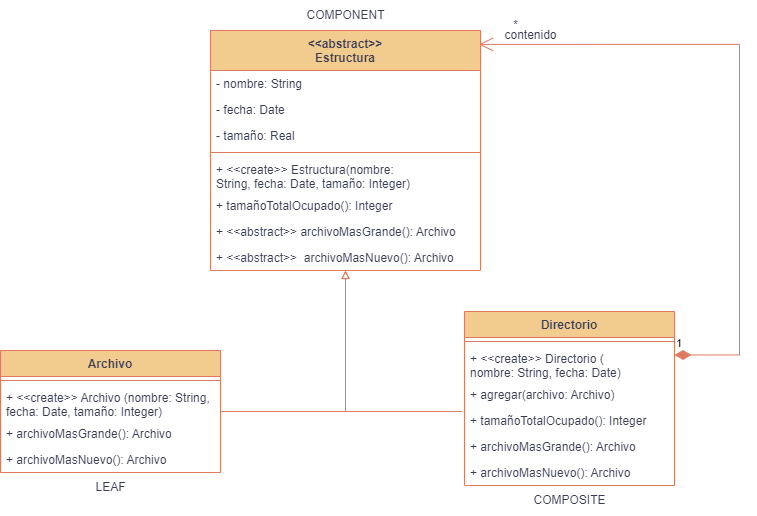 COMPONENT
<<abstract>>
Estructura
- nombre: String
- fecha: Date
- tamaño: Real
+ <<create>> Estructura(nombre:
String, fecha: Date, tamaño: Integer)
+ tamañoTotalOcupado(): Integer
+ <<abstract>> archivoMasGrande(): Archivo
+ <<abstract>>  archivoMasNuevo(): Archivo
*
contenido
Archivo
+ <<create>> Archivo (nombre: String,
fecha: Date, tamaño: Integer)
+ archivoMasGrande(): Archivo
+ archivoMasNuevo(): Archivo
LEAF
Directorio
1
+ <<create>> Directorio (
nombre: String, fecha: Date)
+ agregar(archivo: Archivo)
+ tamañoTotalOcupado(): Integer
+ archivoMasGrande(): Archivo
+ archivoMasNuevo(): Archivo
COMPOSITE